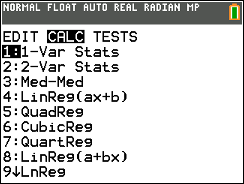 NORMAL FLOAT AUTO REAL RADIAN MP
EDIT CALC TESTS
1:1-Var Stats
2:2-Var Stats
3:Med-Med
4:LinReg(ax+b)
5:QuadReg
6:CubicReg
7:QuartReg
8:LinReg(a+bx)
9↓LnReg